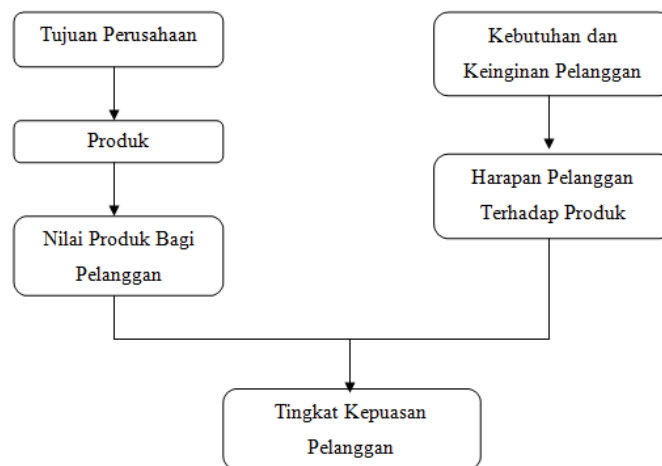 Tujuan Perusahaan
Produk
Nilai Produk Bagi
Pelanggan
Kebutuhan dan
Keinginan Pelanggan
Harapan Pelanggan
Terhadap Produk
Tingkat Kepuasan
Pelanggan